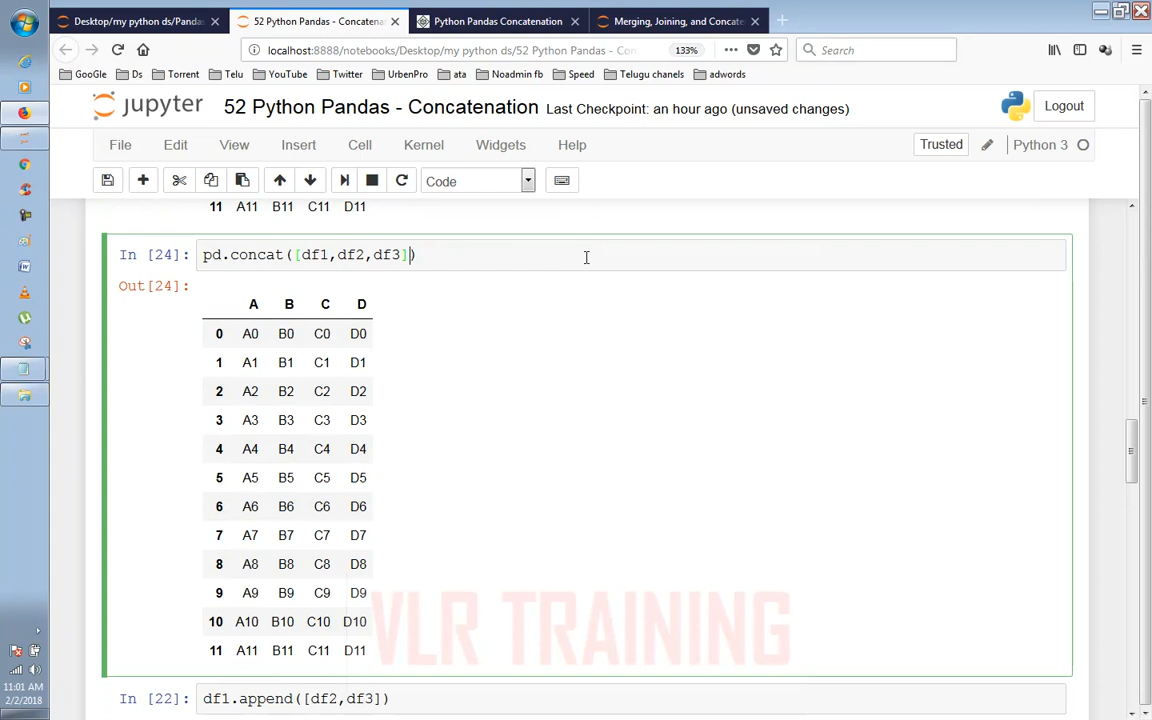 Desktop/my python ds/Pandas
52 Python Pandas - Concatena
Python Pandas Concatenation
Merging, Joining, and Concate
localhost:8888/notebooks/Desktop/my python ds/52 Python Pandas - Con
133%
Search
GooGle
Ds
Torrent
Telu
YouTube
Twitter
UrbenPro
ata
Noadmin fb
Speed
Telugu chanels
adwords
jupyter
52 Python Pandas - Concatenation
Last Checkpoint: an hour ago (unsaved changes)
Logout
File
Edit
View
Insert
Cell
Kernel
Widgets
Help
Trusted
Python 3
Code
11 A11 B11 C11 D11
In [24]: pd.concat([df1,df2,df3])
Out[24]:
A B C D
0 A0 B0 C0 D0
1 A1 B1 C1 D1
2 A2 B2 C2 D2
3 A3 B3 C3 D3
4 A4 B4 C4 D4
5 A5 B5 C5 D5
6 A6 B6 C6 D6
7 A7 B7 C7 D7
8 A8 B8 C8 D8
9 A9 B9 C9 D9
10 A10 B10 C10 D10
11 A11 B11 C11 D11
VLR TRAINING
In [22]: df1.append([df2,df3])
11:01 AM
2/2/2018